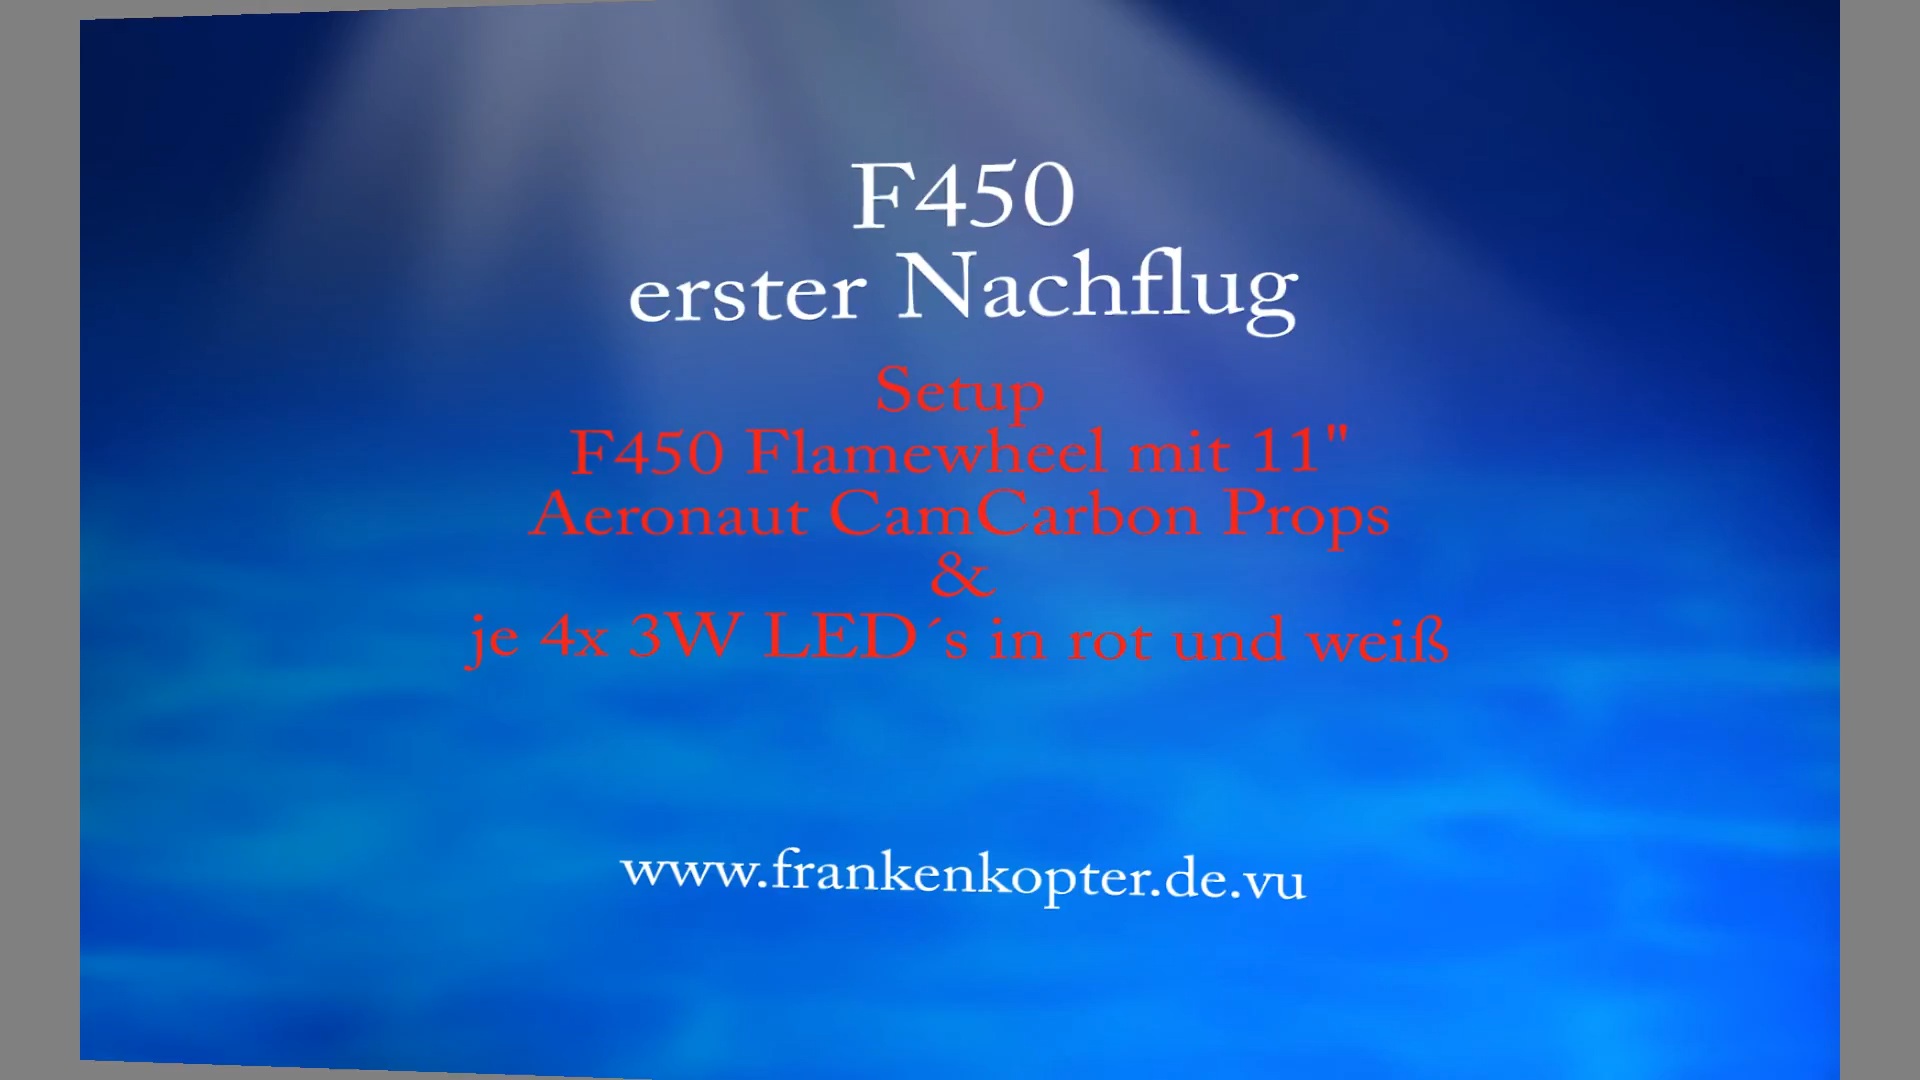 F450
erster Nachflug
Setup
F450 Flamewheel mit 11"
Aeronaut CamCarbon Props
&
je 4x 3W LED´s in rot und weiß
www.frankenkopter.de.vu